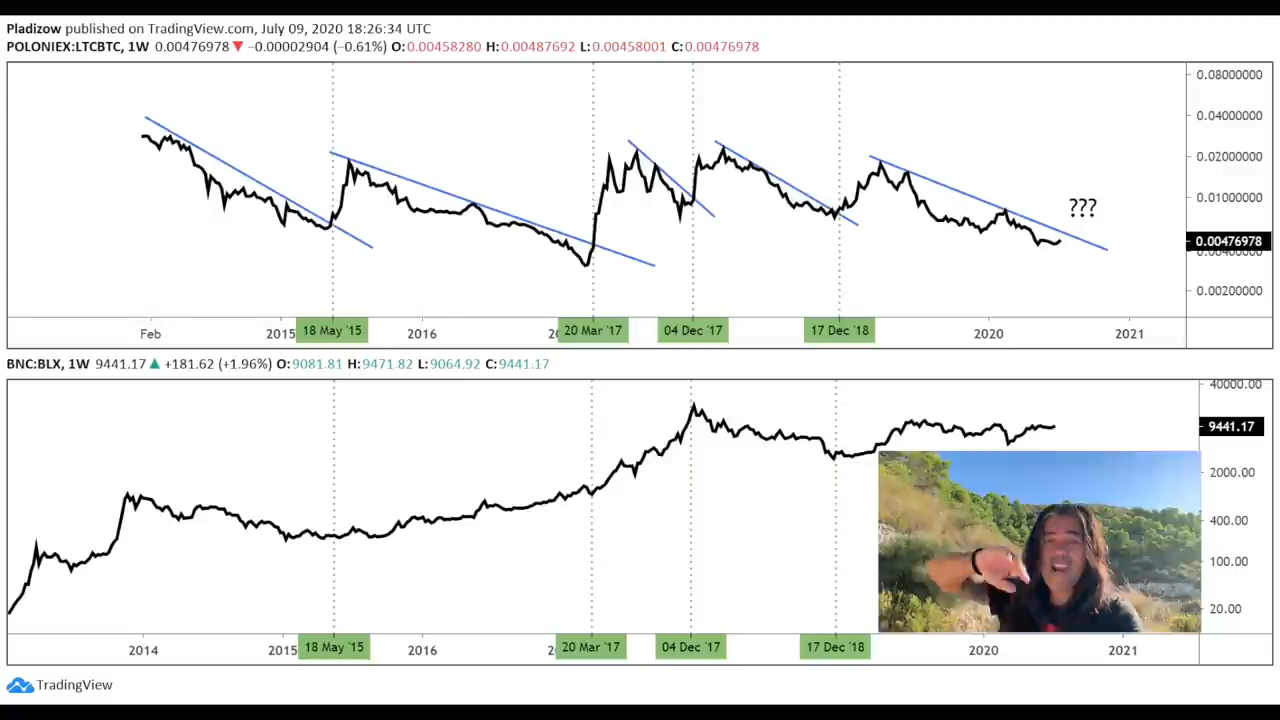 Pladizow published on TradingView.com, July 09, 2020 18:26:34 UTC
POLONIEX:LTCBTC, 1W 0.00476978 ▼ −0.00002904 (−0.61%) O:0.00458280 H:0.00487692 L:0.00458001 C:0.00476978
0.08000000
0.04000000
0.02000000
0.01000000
???
0.00476978
0.00200000
Feb 2015 18 May '15 2016 20 Mar '17 04 Dec '17 17 Dec '18 2020 2021
BNC:BLX, 1W 9441.17 ▲ +181.62 (+1.96%) O:9081.81 H:9471.82 L:9064.92 C:9441.17
40000.00
9441.17
2000.00
400.00
100.00
20.00
2014 2015 18 May '15 2016 20 Mar '17 04 Dec '17 17 Dec '18 2020 2021
TradingView